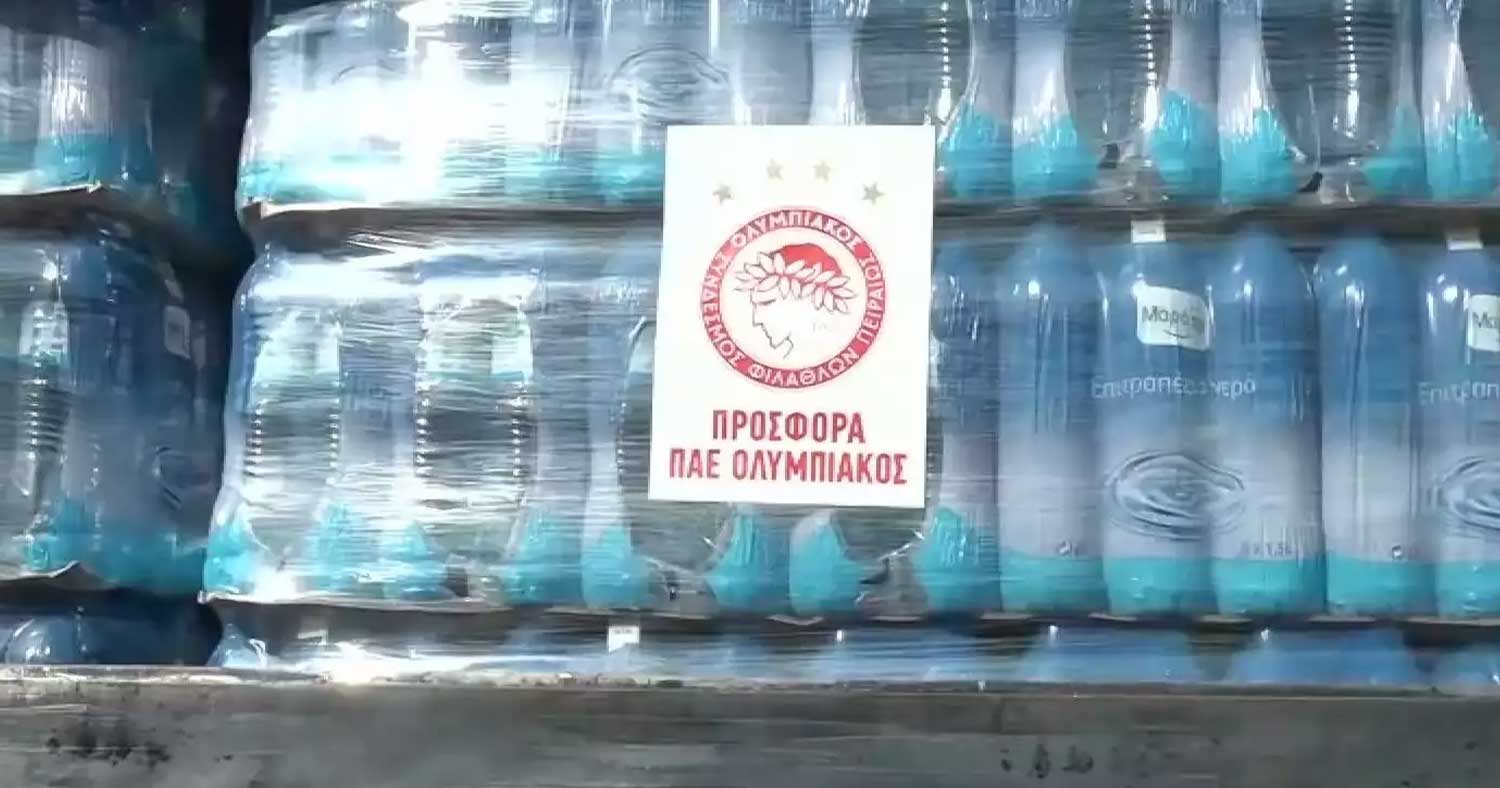 ΣΥΝΔΕΣΜΟΣ ΦΙΛΑΘΛΩΝ ΠΕΙΡΑΙΩΣ
ΟΛΥΜΠΙΑΚΟΣ
ΠΡΟΣΦΟΡΑ
ΠΑΕ ΟΛΥΜΠΙΑΚΟΣ
Επιτραπέζιο νερό